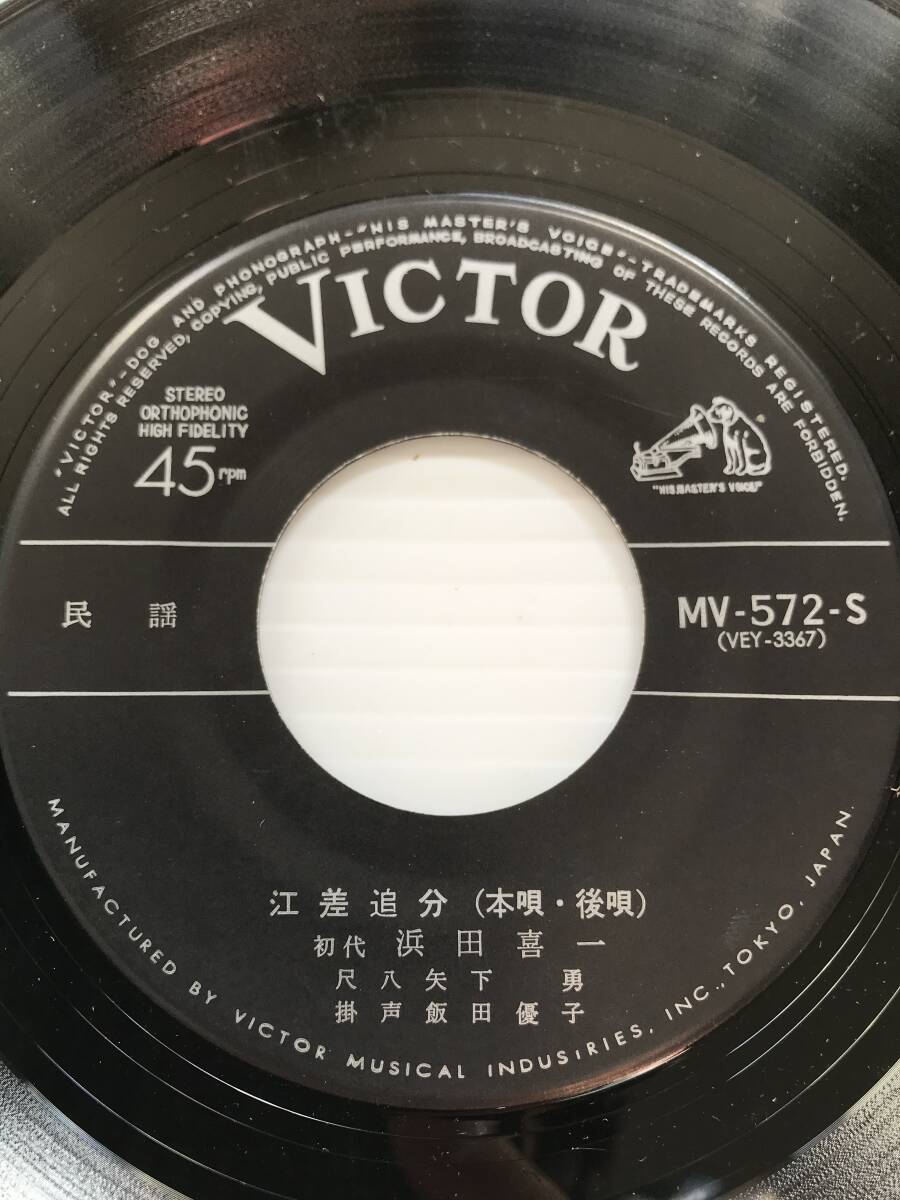 "VICTOR"-DOG AND PHONOGRAPH-"HIS MASTER'S VOICE"-TRADEMARKS REGISTERED.
ALL RIGHTS RESERVED, COPYING, PUBLIC PERFORMANCE, BROADCASTING OF THESE RECORDS ARE FORBIDDEN.
VICTOR
STEREO
ORTHOPHONIC
HIGH FIDELITY
45rpm
"HIS MASTER'S VOICE"
民謡
MV-572-S
(VEY-3367)
江差追分 (本唄・後唄)
初代 浜田喜一
尺八 矢下 勇
掛声 飯田優子
MANUFACTURED BY VICTOR MUSICAL INDUSTRIES, INC., TOKYO, JAPAN.